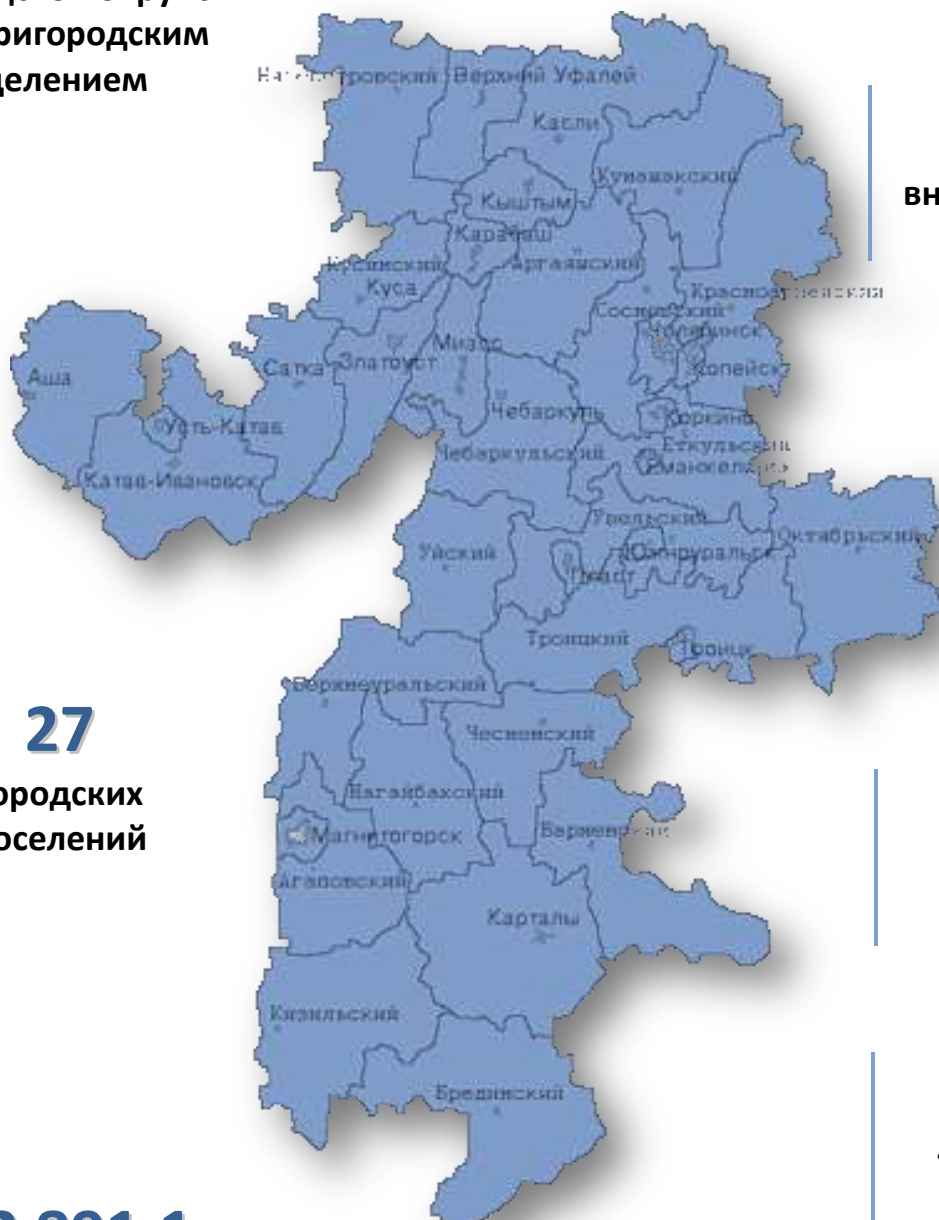 ригородским
делением
Верхний Уфалей
Касли
Кунашакский
Кыштым
Карабаш
Кусинский
Аргаяшский
Куса
Сосновский
Миасс
Сатка
Златоуст
Аша
Копейск
Чебаркуль
Коркино
Усть-Катав
Чебаркульский
Еткульский
Катав-Ивановск
Увельский
Октябрьский
Уйский
Южноуральск
Пласт
Троицкий
Троицк
Верхнеуральский
27
Чесменский
ородских
Нагайбакский
оселений
Магнитогорск
Агаповский
Карталы
Кизильский
Брединский